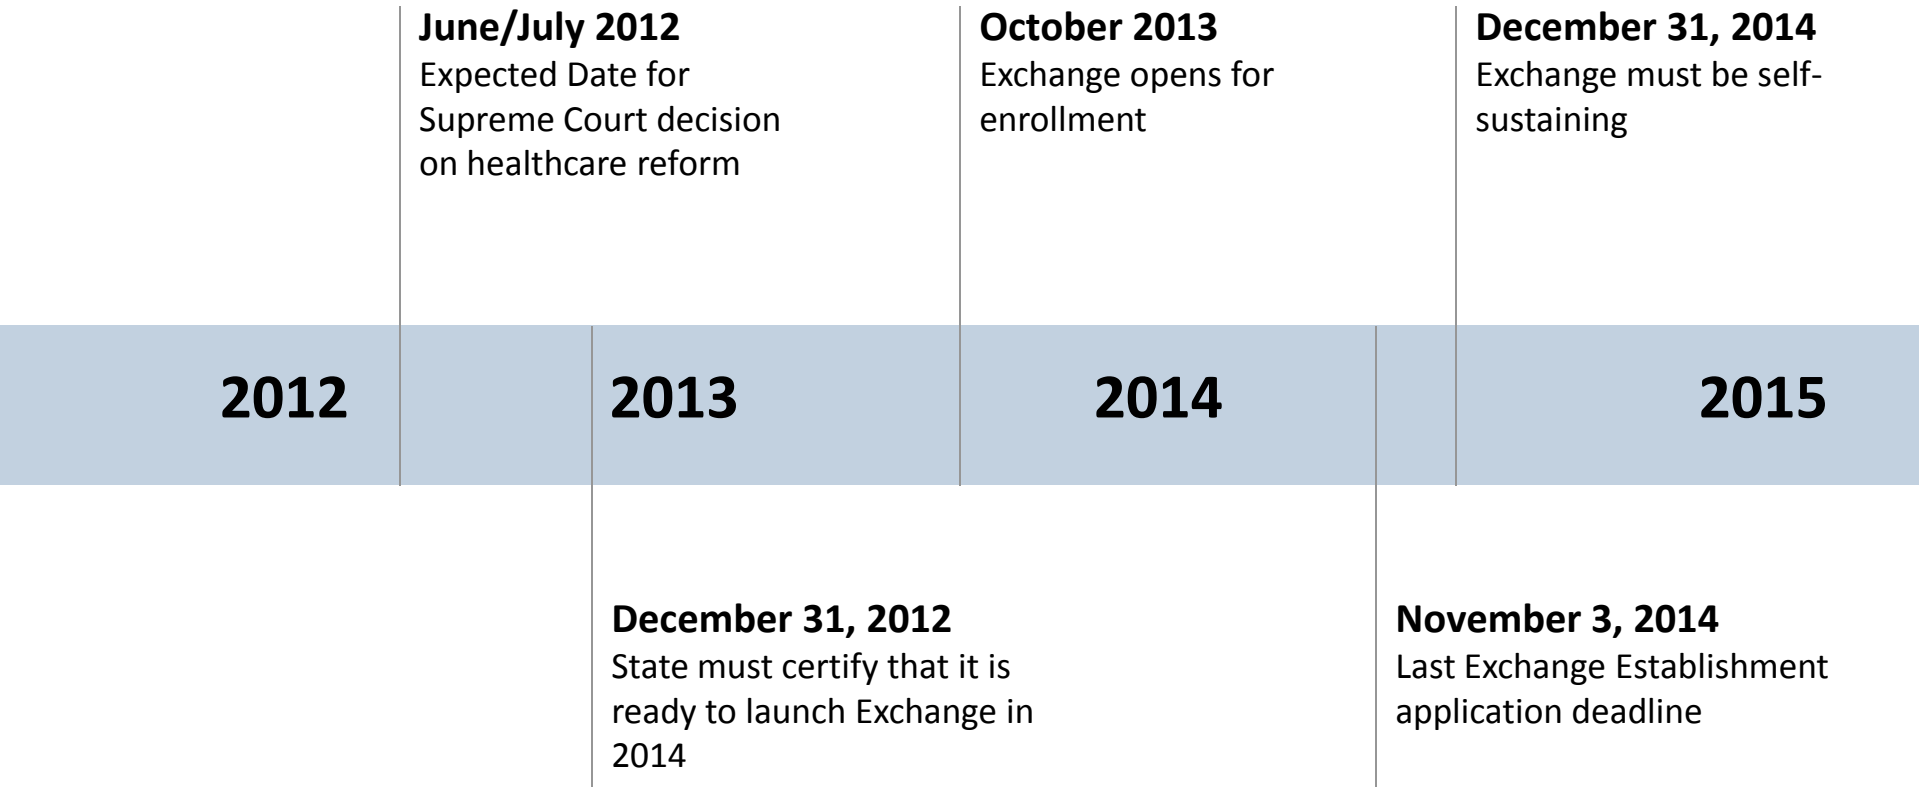 June/July 2012
Expected Date for
Supreme Court decision
on healthcare reform
October 2013
Exchange opens for
enrollment
December 31, 2014
Exchange must be self-
sustaining
2012
2013
2014
2015
December 31, 2012
State must certify that it is
ready to launch Exchange in
2014
November 3, 2014
Last Exchange Establishment
application deadline